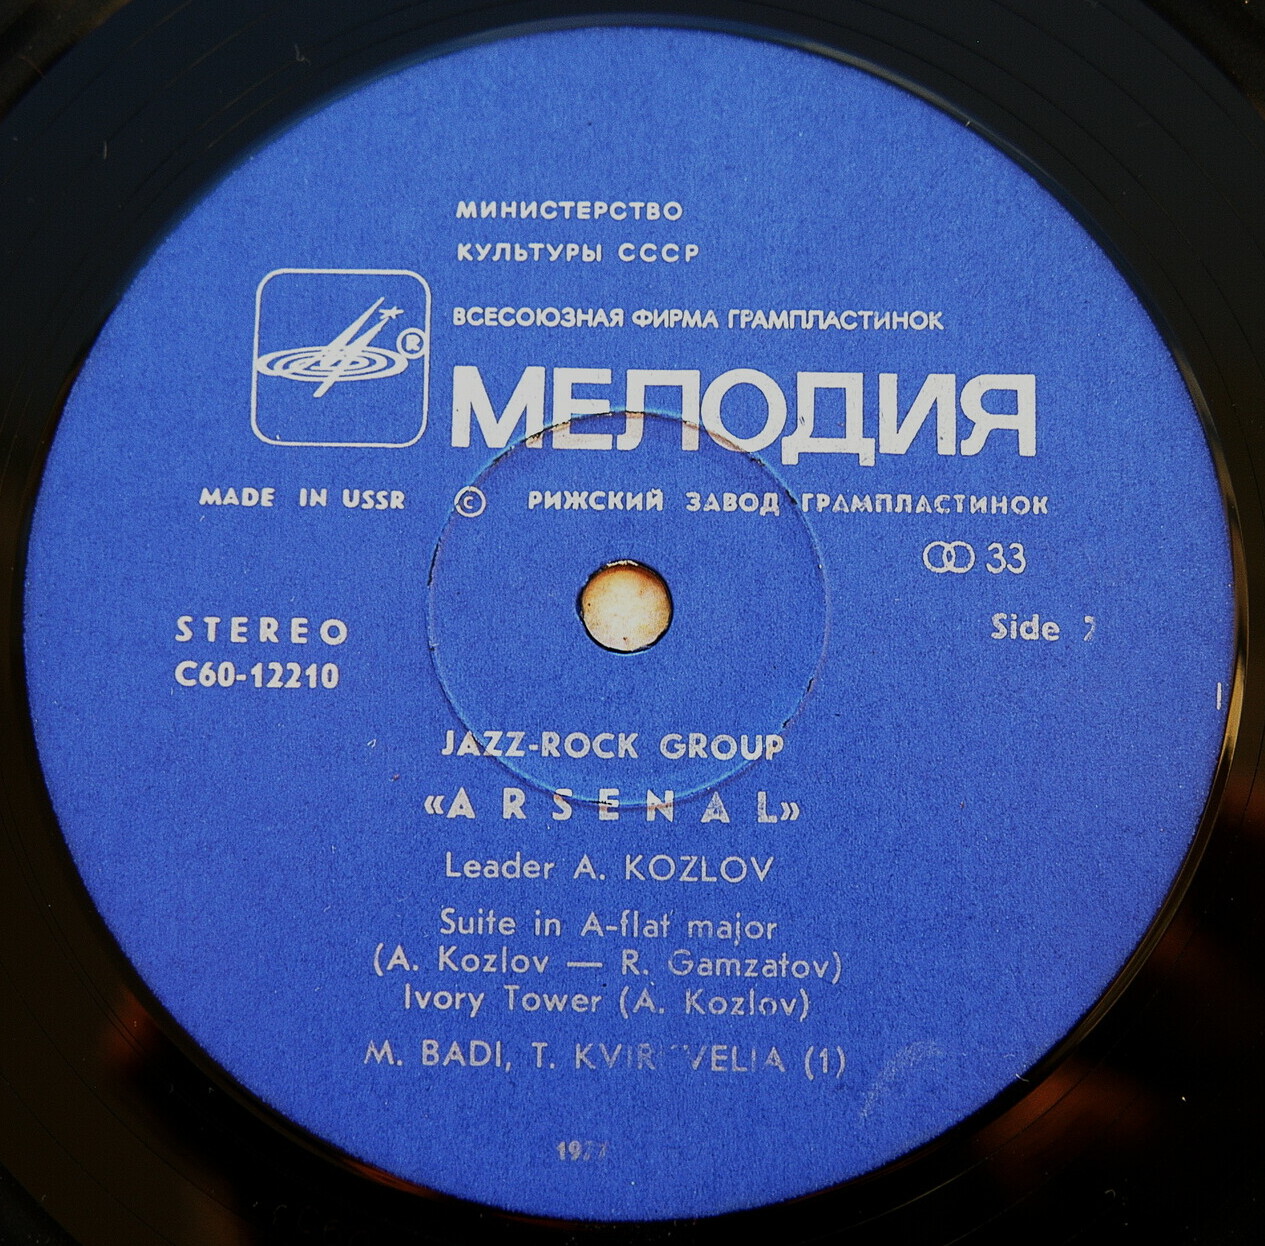 МИНИСТЕРСТВО
КУЛЬТУРЫ СССР
ВСЕСОЮЗНАЯ ФИРМА ГРАМПЛАСТИНОК
®
МЕЛОДИЯ
MADE IN USSR © РИЖСКИЙ ЗАВОД ГРАМПЛАСТИНОК
33
STEREO
Side
C60-12210
JAZZ-ROCK GROUP
«ARSENAL»
Leader A. KOZLOV
Suite in A-flat major
(A. Kozlov — R. Gamzatov)
Ivory Tower (A. Kozlov)
M. BADI, T. (1)